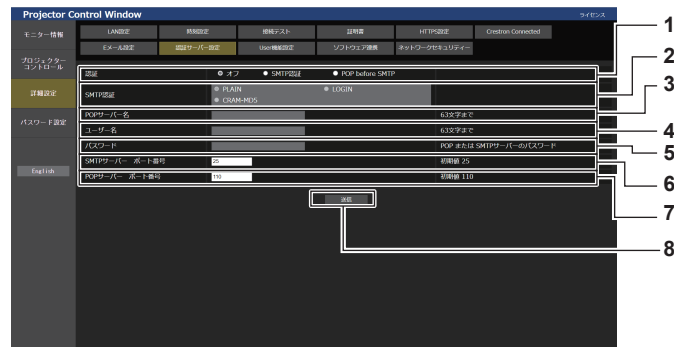 Projector Control Window
ライセンス
モニター情報
プロジェクター
コントロール
詳細設定
パスワード設定
English
LAN設定 時刻設定 接続テスト 証明書 HTTPS設定 Crestron Connected
Eメール設定 認証サーバー設定 User機能設定 ソフトウェア連携 ネットワークセキュリティー
認証 オフ SMTP認証 POP before SMTP
SMTP認証 PLAIN LOGIN
CRAM-MD5
POPサーバー名 63文字まで
ユーザー名 63文字まで
パスワード POP または SMTPサーバーのパスワード
SMTPサーバー ポート番号 25 初期値 25
POPサーバー ポート番号 110 初期値 110
送信
1
2
3
4
5
6
7
8